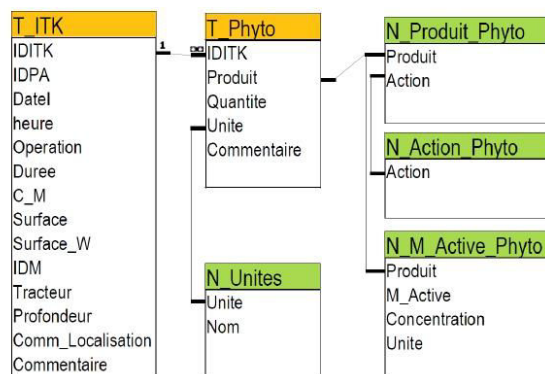 T_ITK
IDITK
IDPA
DateI
heure
Operation
Duree
C_M
Surface
Surface_W
IDM
Tracteur
Profondeur
Comm_Localisation
Commentaire
1
∞
T_Phyto
IDITK
Produit
Quantite
Unite
Commentaire
N_Unites
Unite
Nom
N_Produit_Phyto
Produit
Action
N_Action_Phyto
Action
N_M_Active_Phyto
Produit
M_Active
Concentration
Unite